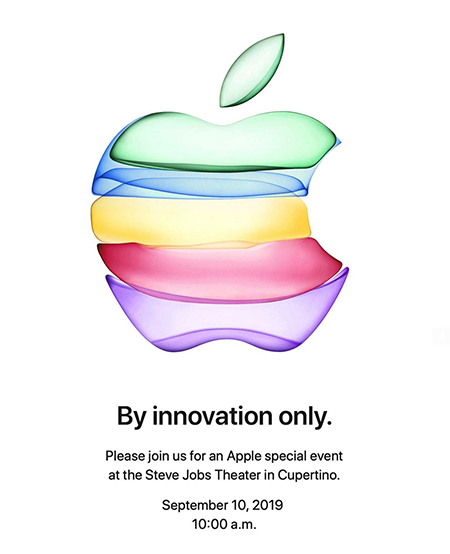 By innovation only.
Please join us for an Apple special event
at the Steve Jobs Theater in Cupertino.
September 10, 2019
10:00 a.m.